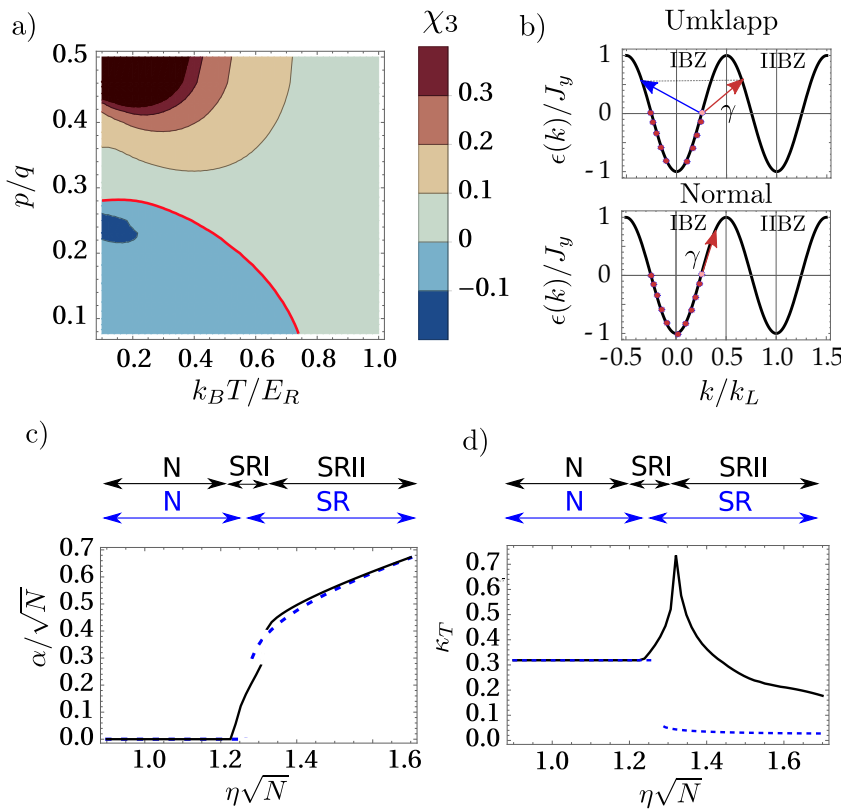 a)
χ3
0.5
0.4
0.3
0.2
0.1
p/q
0.2
0.4
0.6
0.8
1.0
k_B T/E_R
0.3
0.2
0.1
0
−0.1
b)
Umklapp
IBZ
IIBZ
1
0
-1
ϵ(k)/J_y
γ
Normal
IBZ
IIBZ
1
0
-1
ϵ(k)/J_y
γ
-0.5
0.0
0.5
1.0
1.5
k/k_L
c)
N SRI SRII
N SR
0.7
0.6
0.5
0.4
0.3
0.2
0.1
0.0
α/√N
1.0
1.2
1.4
1.6
η√N
d)
N SRI SRII
N SR
0.7
0.6
0.5
0.4
0.3
0.2
0.1
0.0
κ_T
1.0
1.2
1.4
1.6
η√N